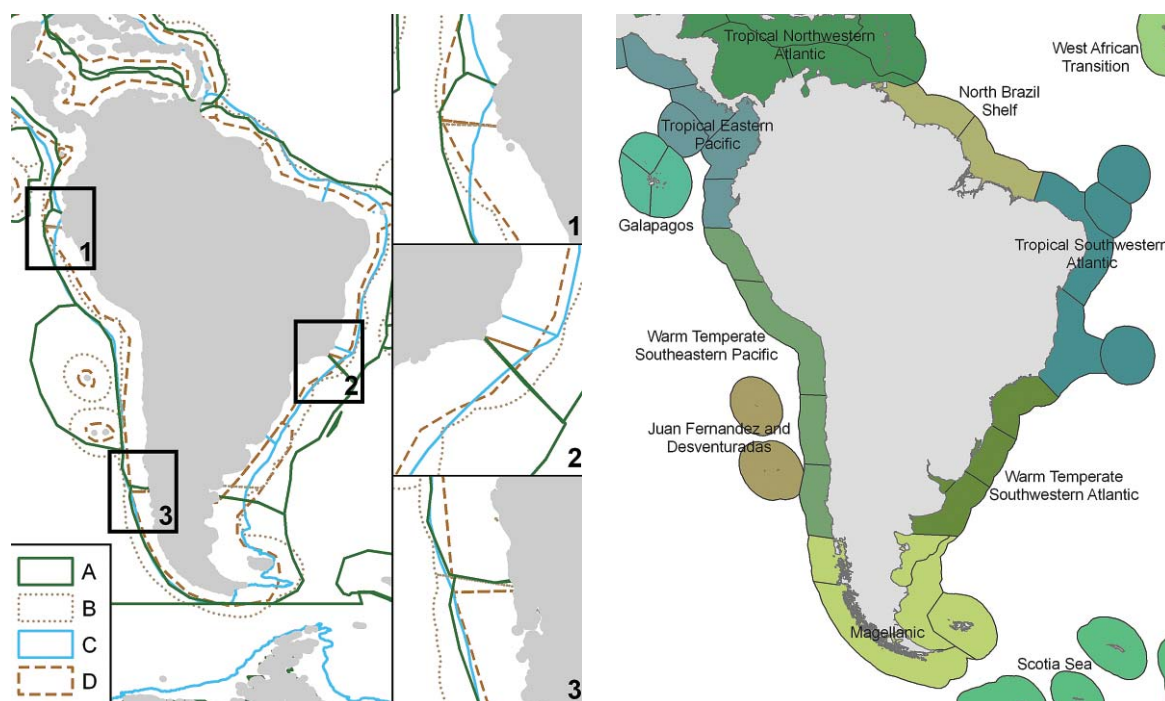 1
2
3
A
B
C
D
1
2
3
Tropical Northwestern
Atlantic
West African
Transition
North Brazil
Shelf
Tropical Eastern
Pacific
Galapagos
Tropical Southwestern
Atlantic
Warm Temperate
Southeastern Pacific
Juan Fernandez and
Desventuradas
Warm Temperate
Southwestern Atlantic
Magellanic
Scotia Sea